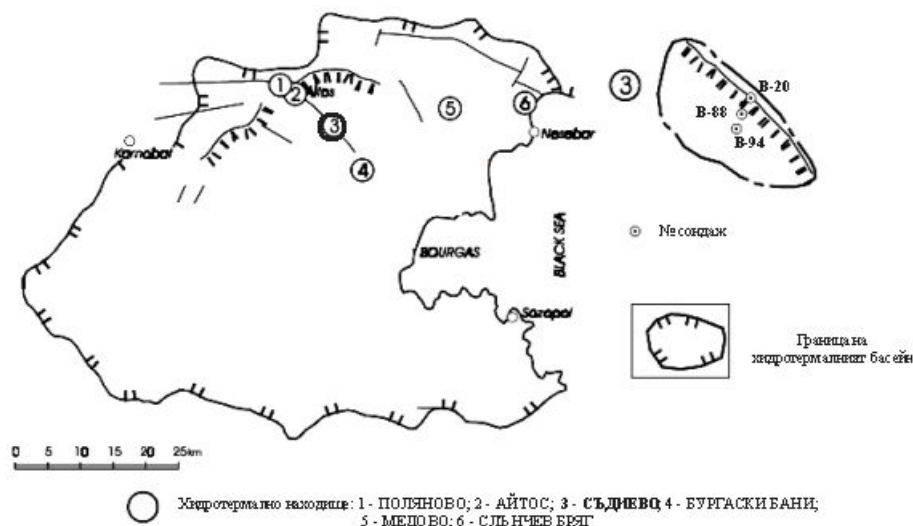 1
2
Aitos
3
4
5
6
Nesebar
Karnobat
BOURGAS
BLACK SEA
Sozopol
3
В-20
В-88
В-94
№ сондаж
Граница на
хидротермалният басейн
0 5 10 15 20 25km
Хидротермално находище: 1 - ПОЛЯНОВО; 2 - АЙТОС; 3 - СЪДИЕВО; 4 - БУРГАСКИ БАНИ;
5 - МЕДОВО; 6 - СЛЪНЧЕВ БРЯГ